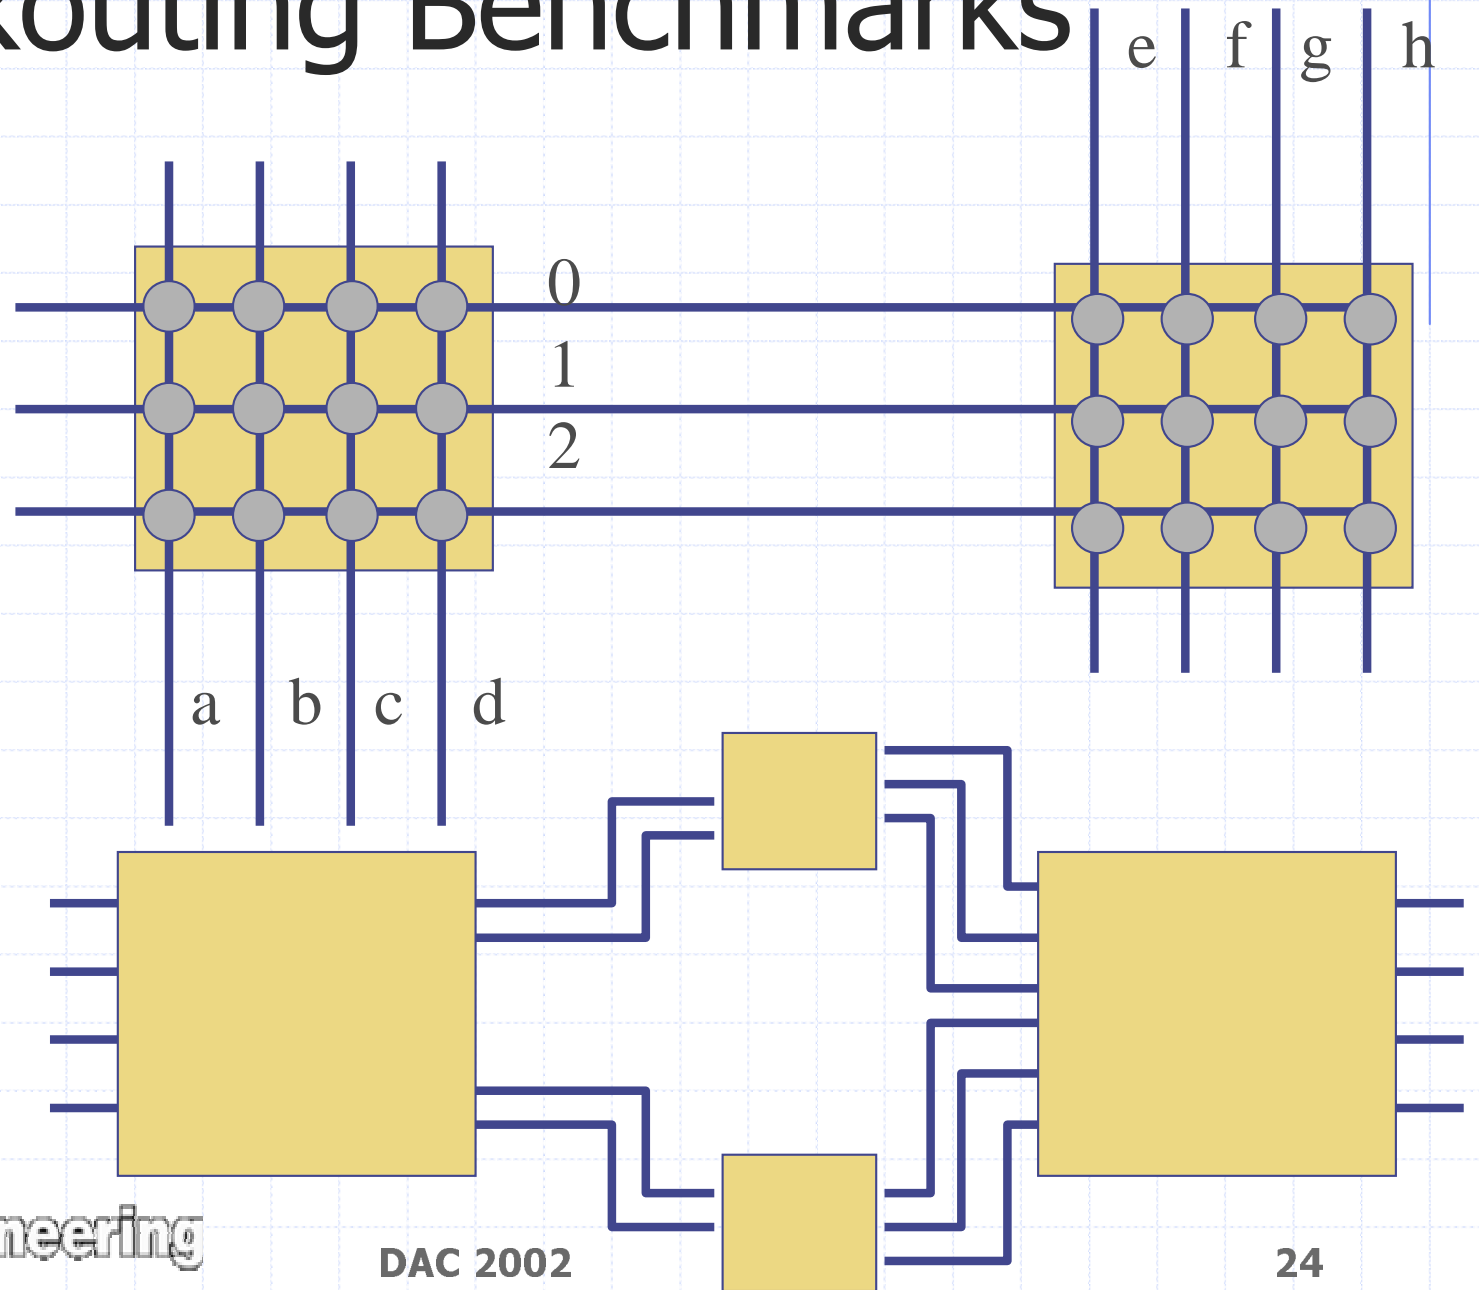 Routing Benchmarks
e f g h
0
1
2
a b c d
neering
DAC 2002
24